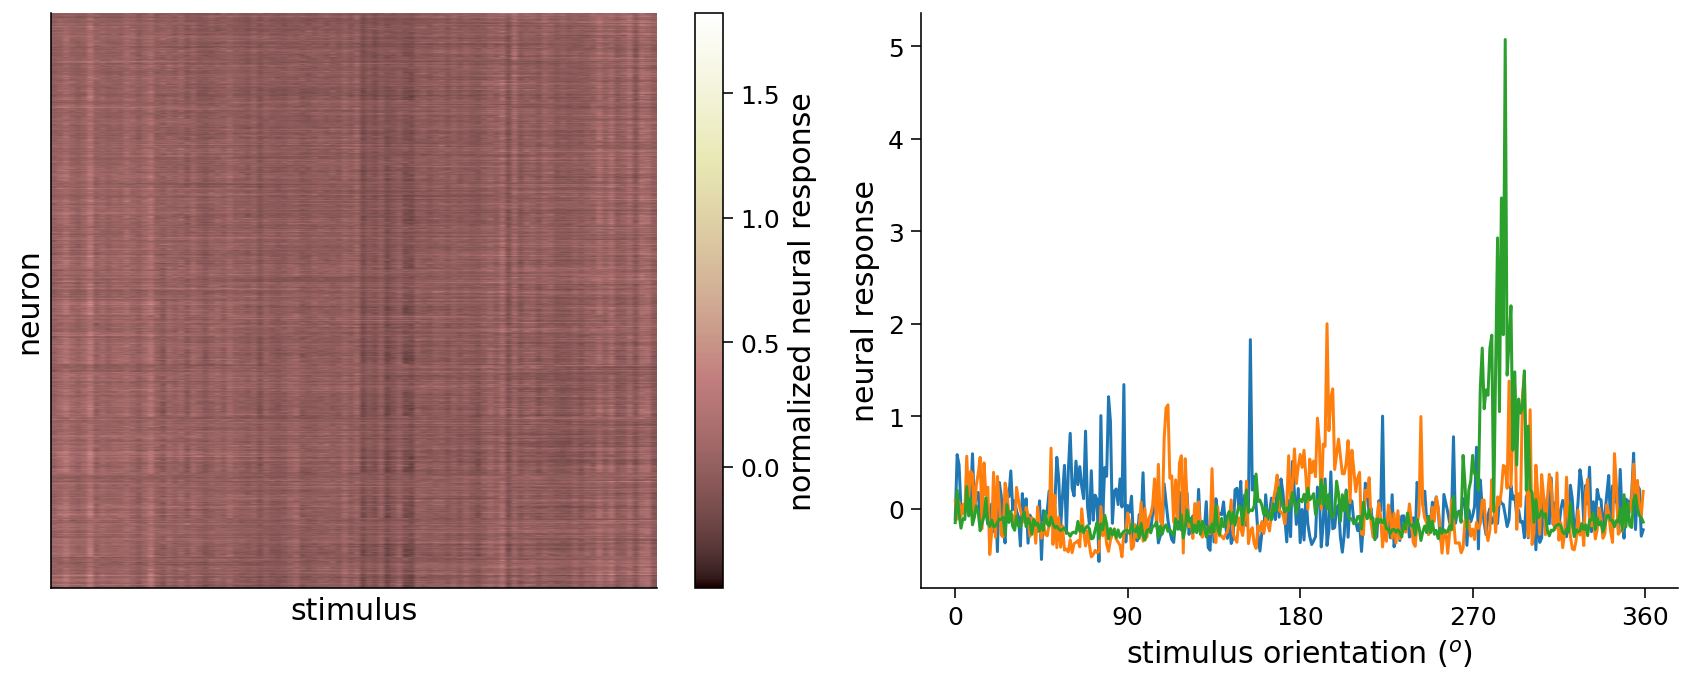 neuron
stimulus
1.5
1.0
0.5
0.0
normalized neural response
neural response
5
4
3
2
1
0
0 90 180 270 360
stimulus orientation (o)